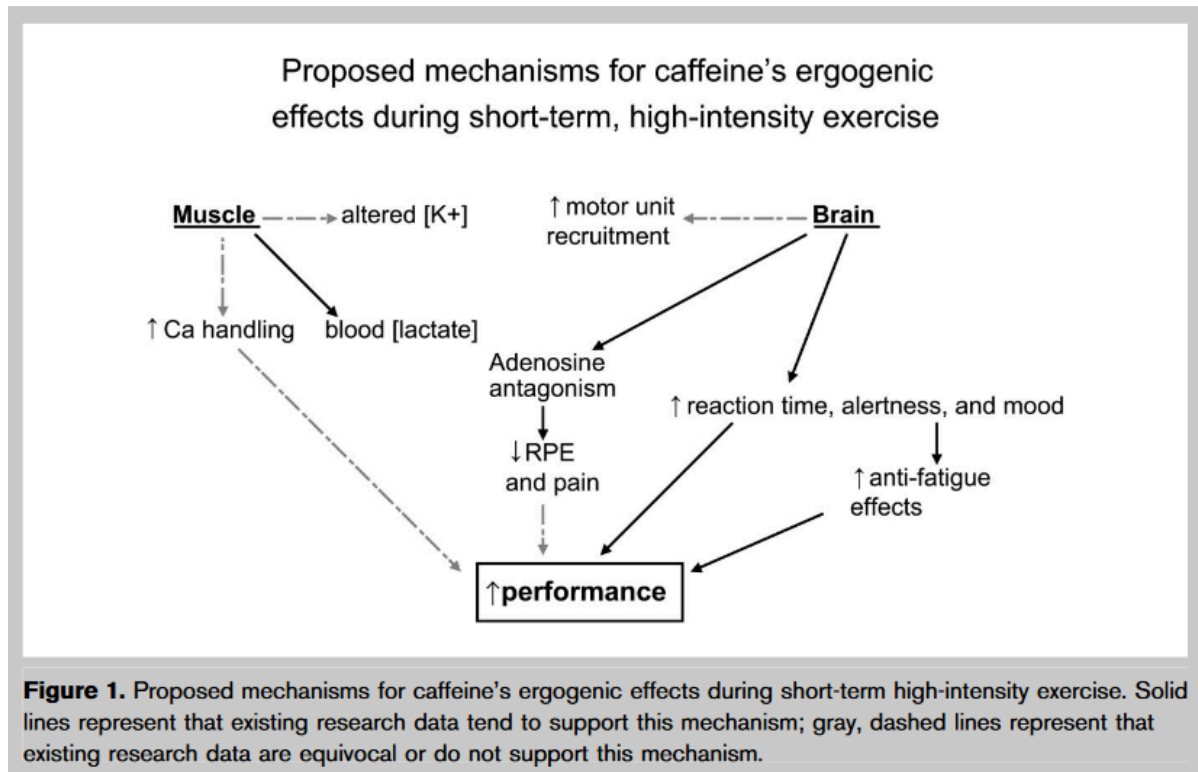 Proposed mechanisms for caffeine's ergogenic
effects during short-term, high-intensity exercise
Muscle
altered [K+]
↑ motor unit
recruitment
Brain
↑ Ca handling
blood [lactate]
Adenosine
antagonism
↑ reaction time, alertness, and mood
↓RPE
and pain
↑ anti-fatigue
effects
↑performance
Figure 1. Proposed mechanisms for caffeine's ergogenic effects during short-term high-intensity exercise. Solid
lines represent that existing research data tend to support this mechanism; gray, dashed lines represent that
existing research data are equivocal or do not support this mechanism.